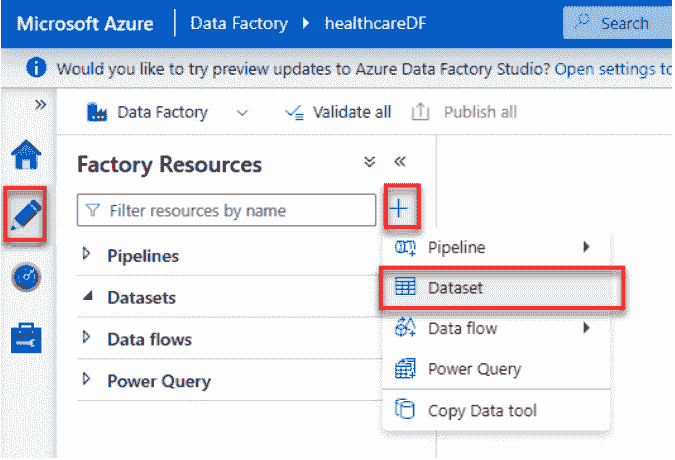 Microsoft Azure Data Factory healthcareDF Search
Would you like to try preview updates to Azure Data Factory Studio? Open settings to
Data Factory Validate all Publish all
Factory Resources
Filter resources by name
Pipelines
Datasets
Data flows
Power Query
Pipeline
Dataset
Data flow
Power Query
Copy Data tool